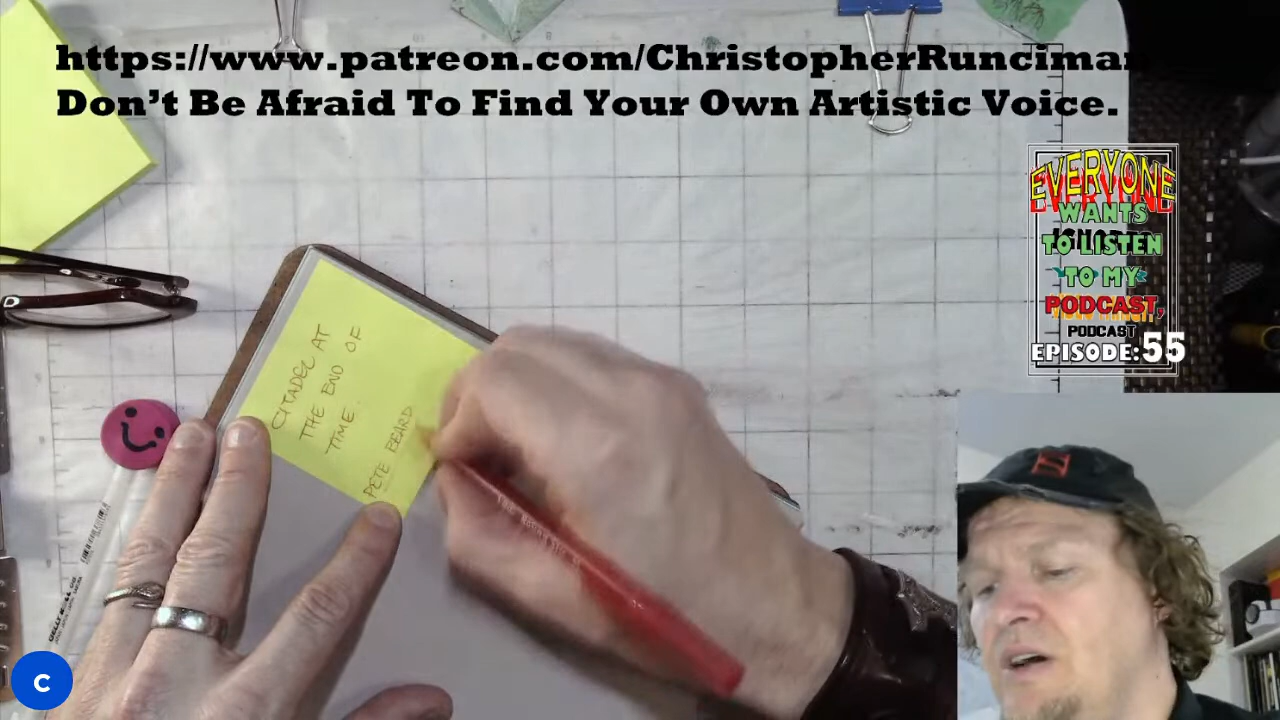 https://www.patreon.com/ChristopherRunciman
Don't Be Afraid To Find Your Own Artistic Voice.
EVERYONE
WANTS
TO LISTEN
TO MY
PODCAST,
PODCAST
EPISODE:55
CITADEL AT
THE END OF
TIME
PETE BEARD
C